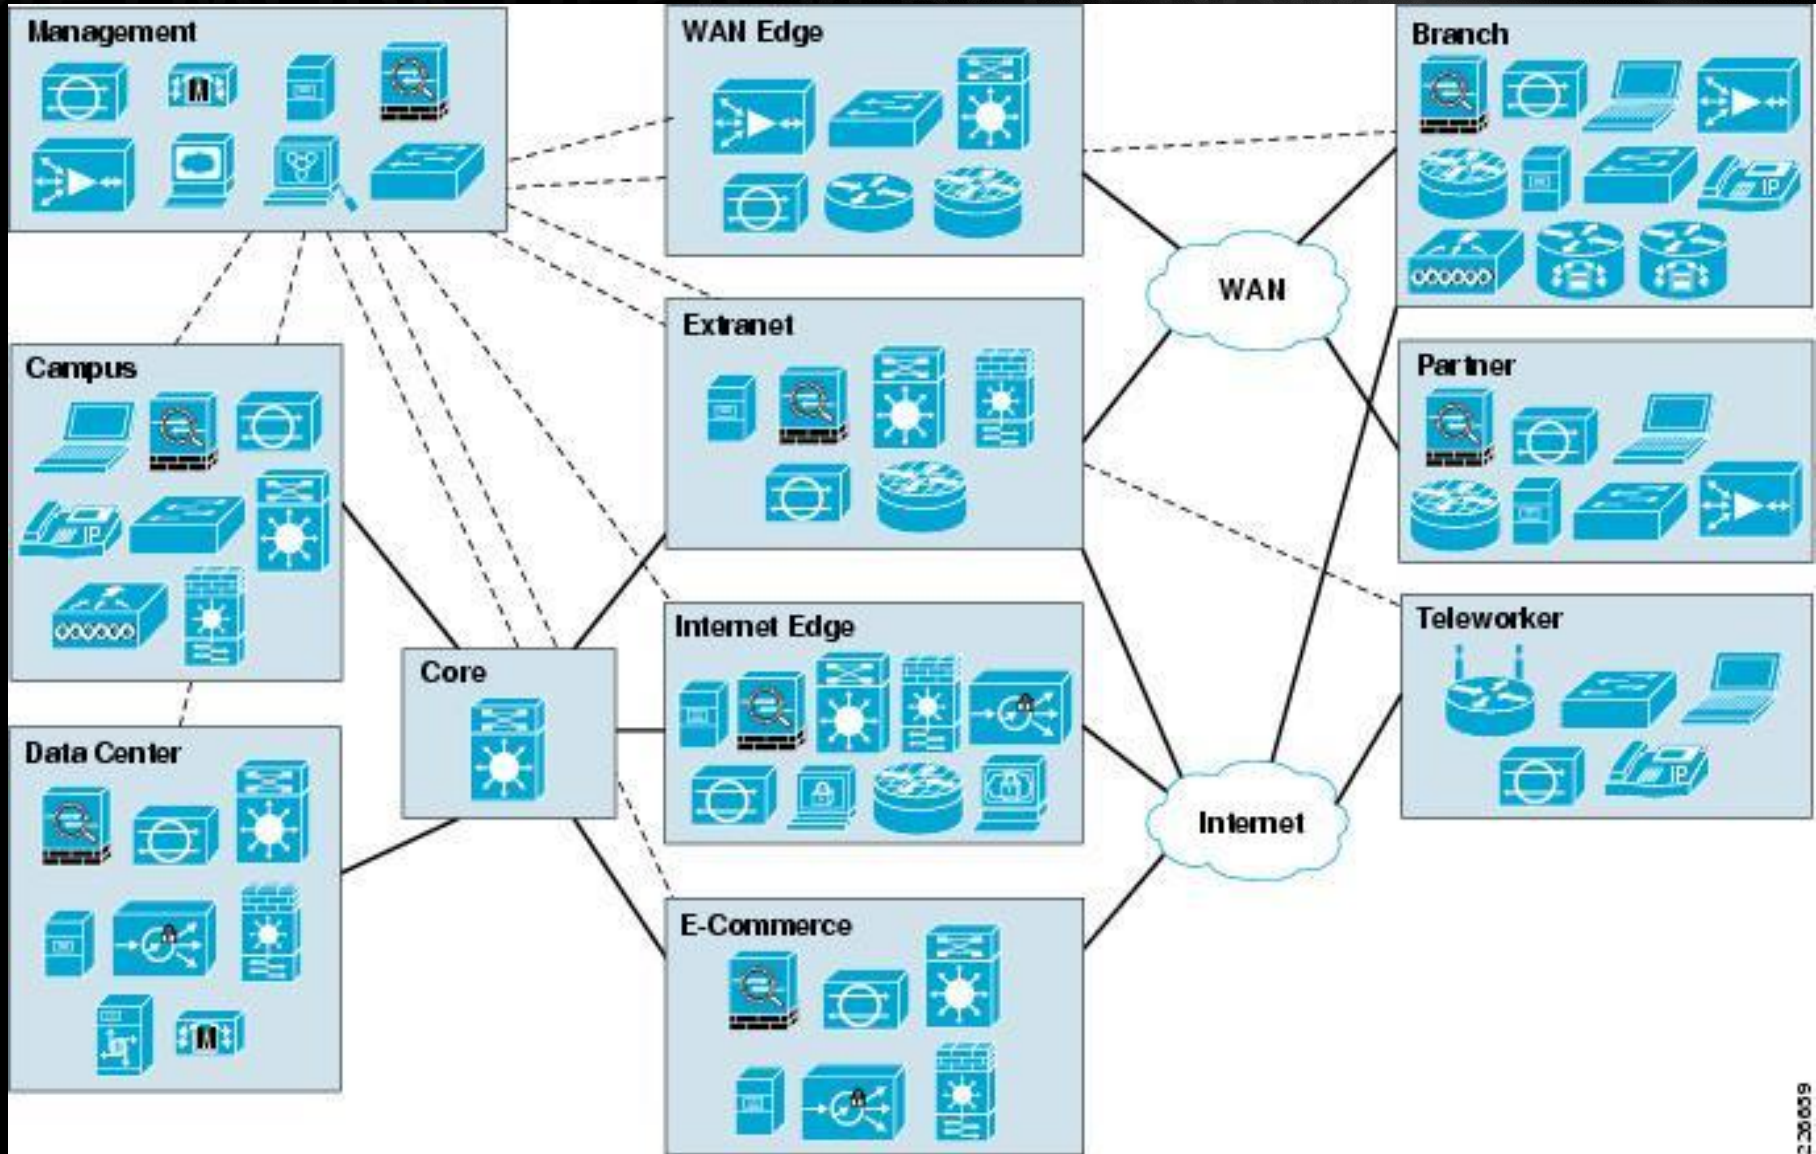 Management
WAN Edge
Branch
IP
WAN
Extranet
Campus
IP
Partner
Internet Edge
Teleworker
IP
Core
Data Center
Internet
E-Commerce
M
M
226659